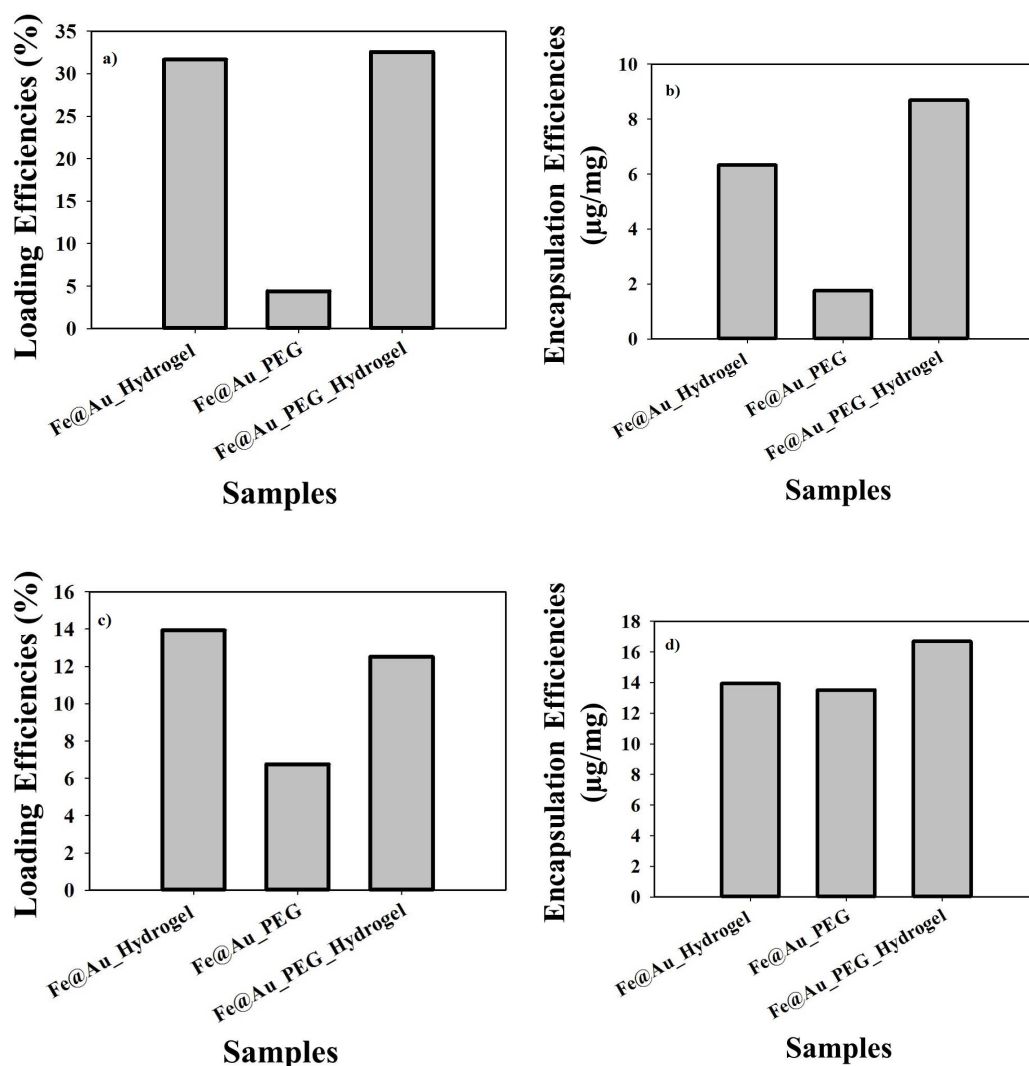 Loading Efficiencies (%)
35
30
25
20
15
10
5
0
a)
Fe@Au_Hydrogel
Fe@Au_PEG
Fe@Au_PEG_Hydrogel
Samples
Encapsulation Efficiencies
(µg/mg)
10
8
6
4
2
0
b)
Fe@Au_Hydrogel
Fe@Au_PEG
Fe@Au_PEG_Hydrogel
Samples
Loading Efficiencies (%)
16
14
12
10
8
6
4
2
0
c)
Fe@Au_Hydrogel
Fe@Au_PEG
Fe@Au_PEG_Hydrogel
Samples
Encapsulation Efficiencies
(µg/mg)
18
16
14
12
10
8
6
4
2
0
d)
Fe@Au_Hydrogel
Fe@Au_PEG
Fe@Au_PEG_Hydrogel
Samples